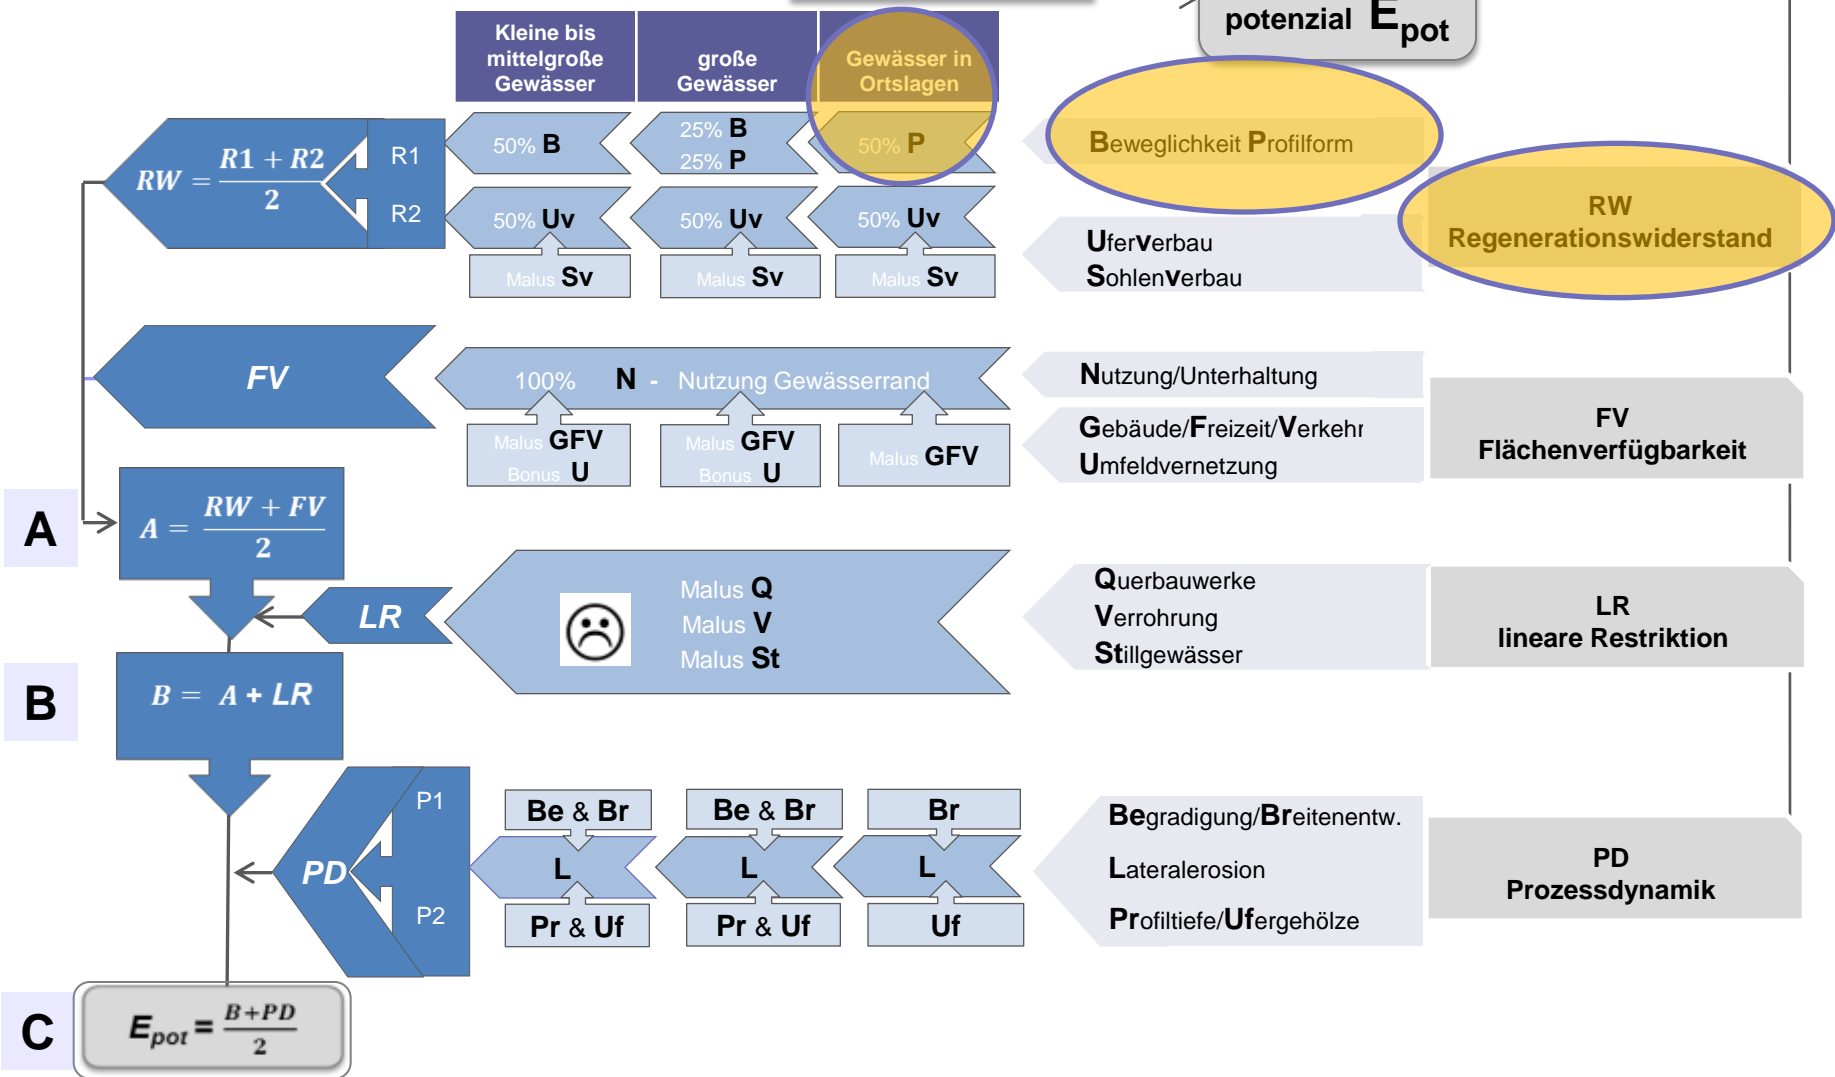 potenzial E_pot
Kleine bis
mittelgroße
Gewässer
große
Gewässer
Gewässer in
Ortslagen
RW = (R1 + R2) / 2
R1
R2
50% B
25% B
25% P
50% P
Beweglichkeit Profilform
50% Uv
50% Uv
50% Uv
Malus Sv
Malus Sv
Malus Sv
Uferverbau
Sohlenverbau
RW
Regenerationswiderstand
FV
100% N - Nutzung Gewässerrand
Malus GFV
Bonus U
Malus GFV
Bonus U
Malus GFV
Nutzung/Unterhaltung
Gebäude/Freizeit/Verkehr
Umfeldvernetzung
FV
Flächenverfügbarkeit
A
A = (RW + FV) / 2
LR
Malus Q
Malus V
Malus St
Querbauwerke
Verrohrung
Stillgewässer
LR
lineare Restriktion
B
B = A + LR
PD
P1
P2
Be & Br
Be & Br
Br
L
L
L
Pr & Uf
Pr & Uf
Uf
Begradigung/Breitenentw.
Lateralerosion
Profiltiefe/Ufergehölze
PD
Prozessdynamik
C
E_pot = (B+PD) / 2